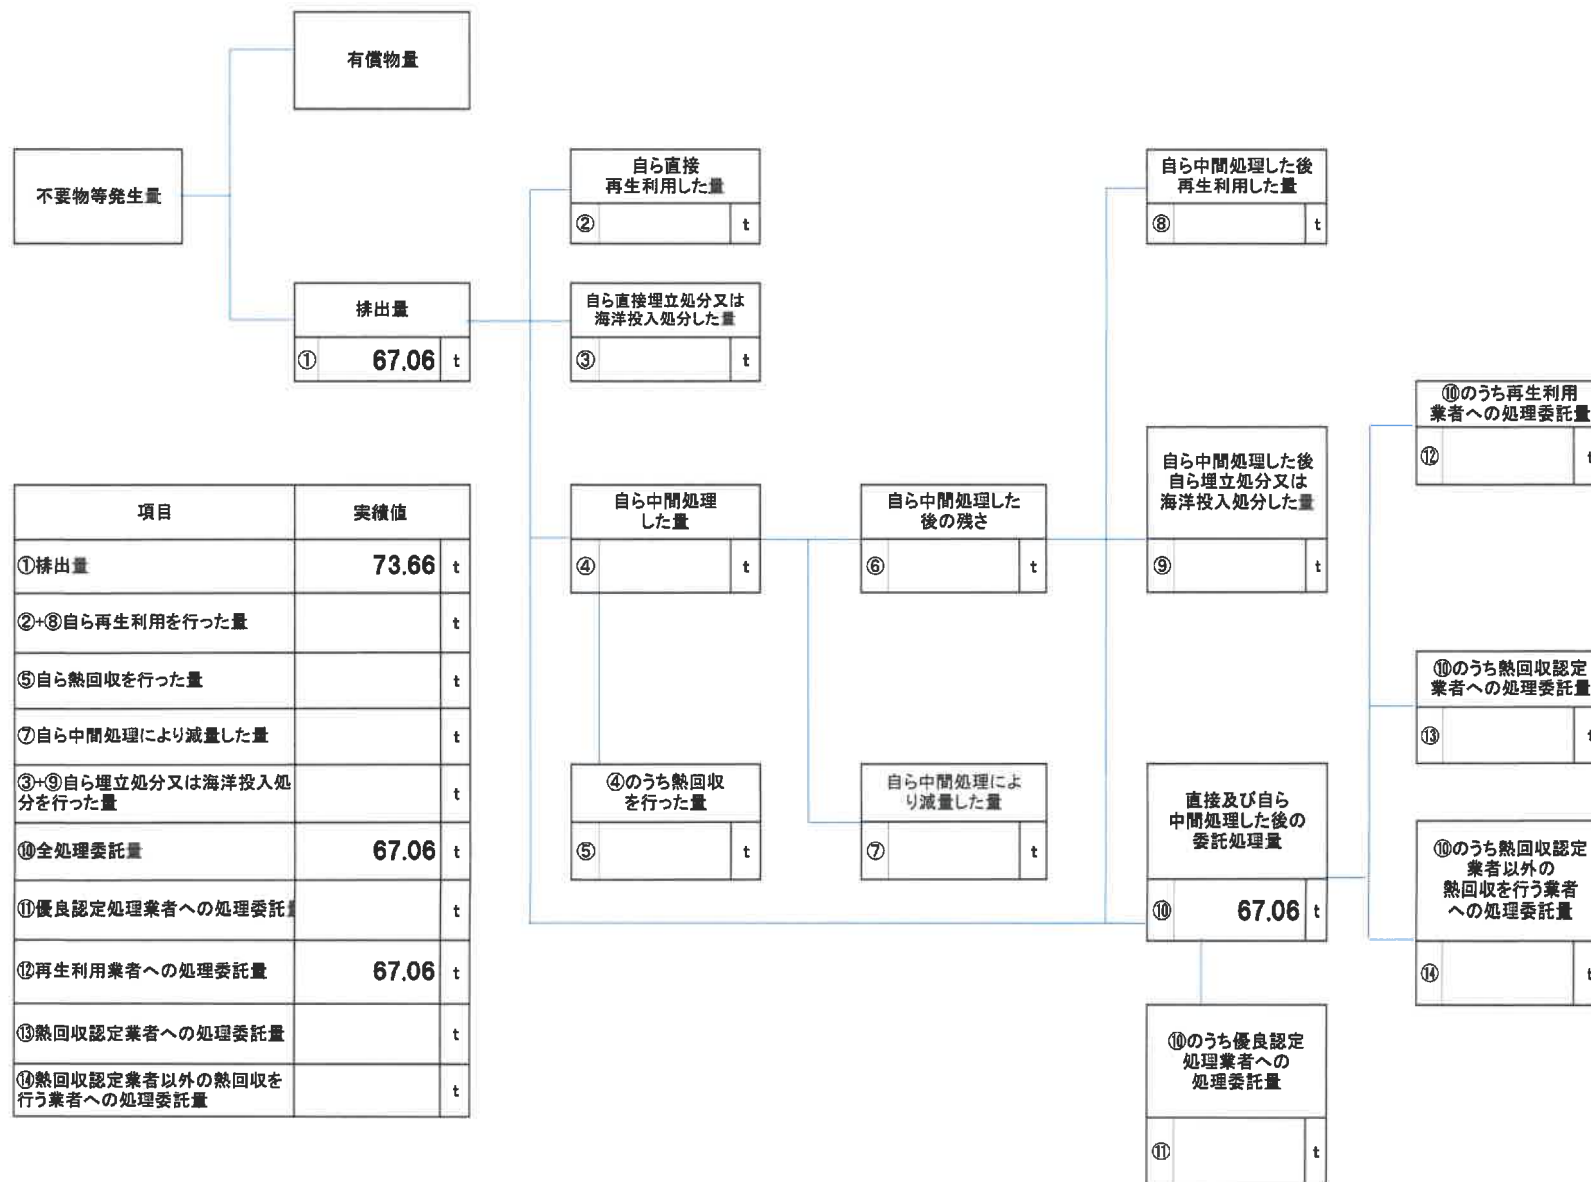 有償物量
不要物等発生量
排出量
① 67.06 t
自ら直接
再生利用した量
② t
自ら直接埋立処分又は
海洋投入処分した量
③ t
自ら中間処理した後
再生利用した量
⑧ t
⑩のうち再生利用
業者への処理委託量
⑫ t
自ら中間処理
した量
④ t
自ら中間処理した
後の残さ
⑥ t
自ら中間処理した後
自ら埋立処分又は
海洋投入処分した量
⑨ t
⑩のうち熱回収認定
業者への処理委託量
⑬ t
④のうち熱回収
を行った量
⑤ t
自ら中間処理によ
り減量した量
⑦ t
直接及び自ら
中間処理した後の
委託処理量
⑩ 67.06 t
⑩のうち熱回収認定
業者以外の
熱回収を行う業者
への処理委託量
⑭ t
⑩のうち優良認定
処理業者への
処理委託量
⑪ t
項目 実績値
①排出量 73.66 t
②+⑧自ら再生利用を行った量 t
⑤自ら熱回収を行った量 t
⑦自ら中間処理により減量した量 t
③+⑨自ら埋立処分又は海洋投入処
分を行った量 t
⑩全処理委託量 67.06 t
⑪優良認定処理業者への処理委託量 t
⑫再生利用業者への処理委託量 67.06 t
⑬熱回収認定業者への処理委託量 t
⑭熱回収認定業者以外の熱回収を
行う業者への処理委託量 t